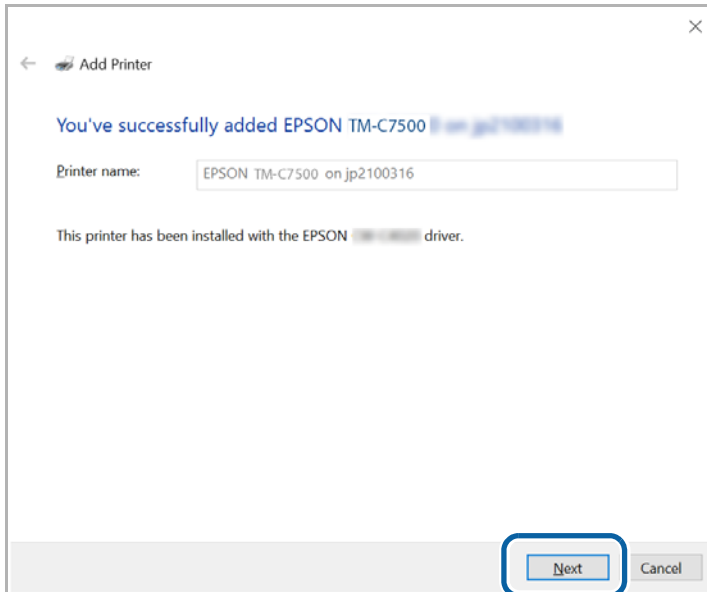 Add Printer
You've successfully added EPSON TM-C7500
Printer name: EPSON TM-C7500 on jp2100316
This printer has been installed with the EPSON driver.
Next Cancel